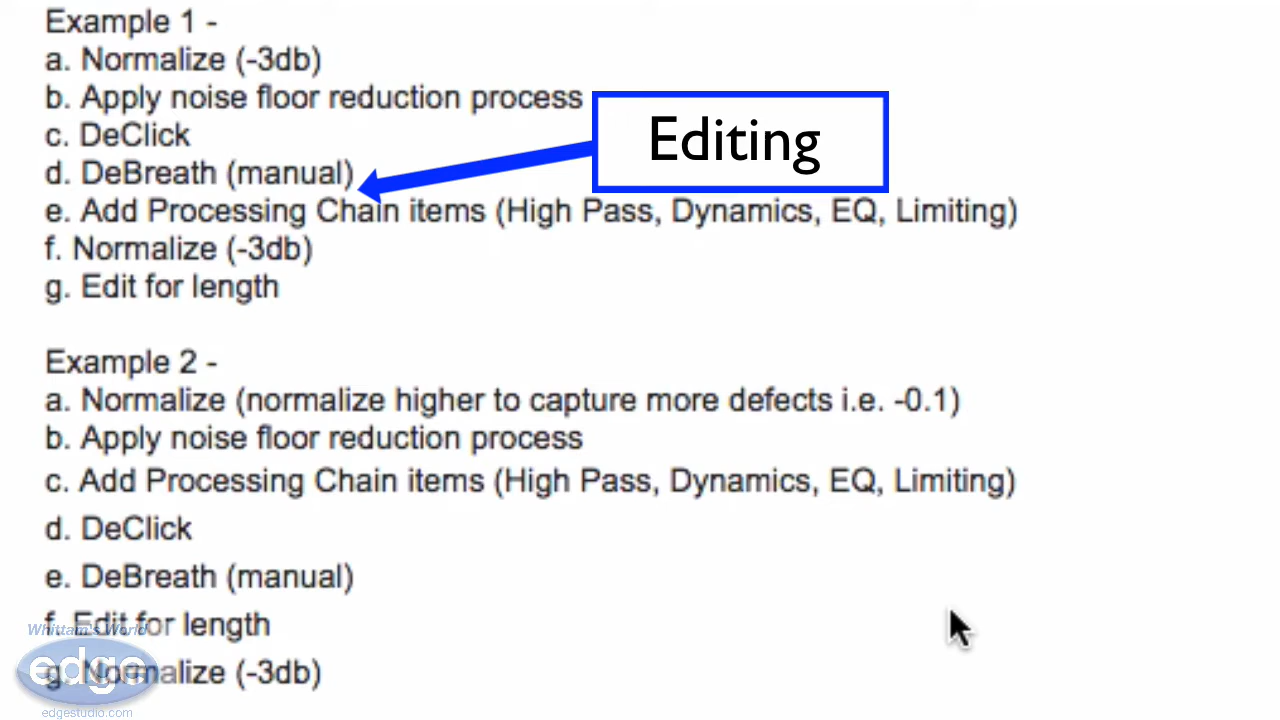 Example 1 -
a. Normalize (-3db)
b. Apply noise floor reduction process
Editing
c. DeClick
d. DeBreath (manual)
e. Add Processing Chain items (High Pass, Dynamics, EQ, Limiting)
f. Normalize (-3db)
g. Edit for length
Example 2 -
a. Normalize (normalize higher to capture more defects i.e. -0.1)
b. Apply noise floor reduction process
c. Add Processing Chain items (High Pass, Dynamics, EQ, Limiting)
d. DeClick
e. DeBreath (manual)
f. Edit for length
Whittam's World
edge
g. Normalize (-3db)
edgestudio.com